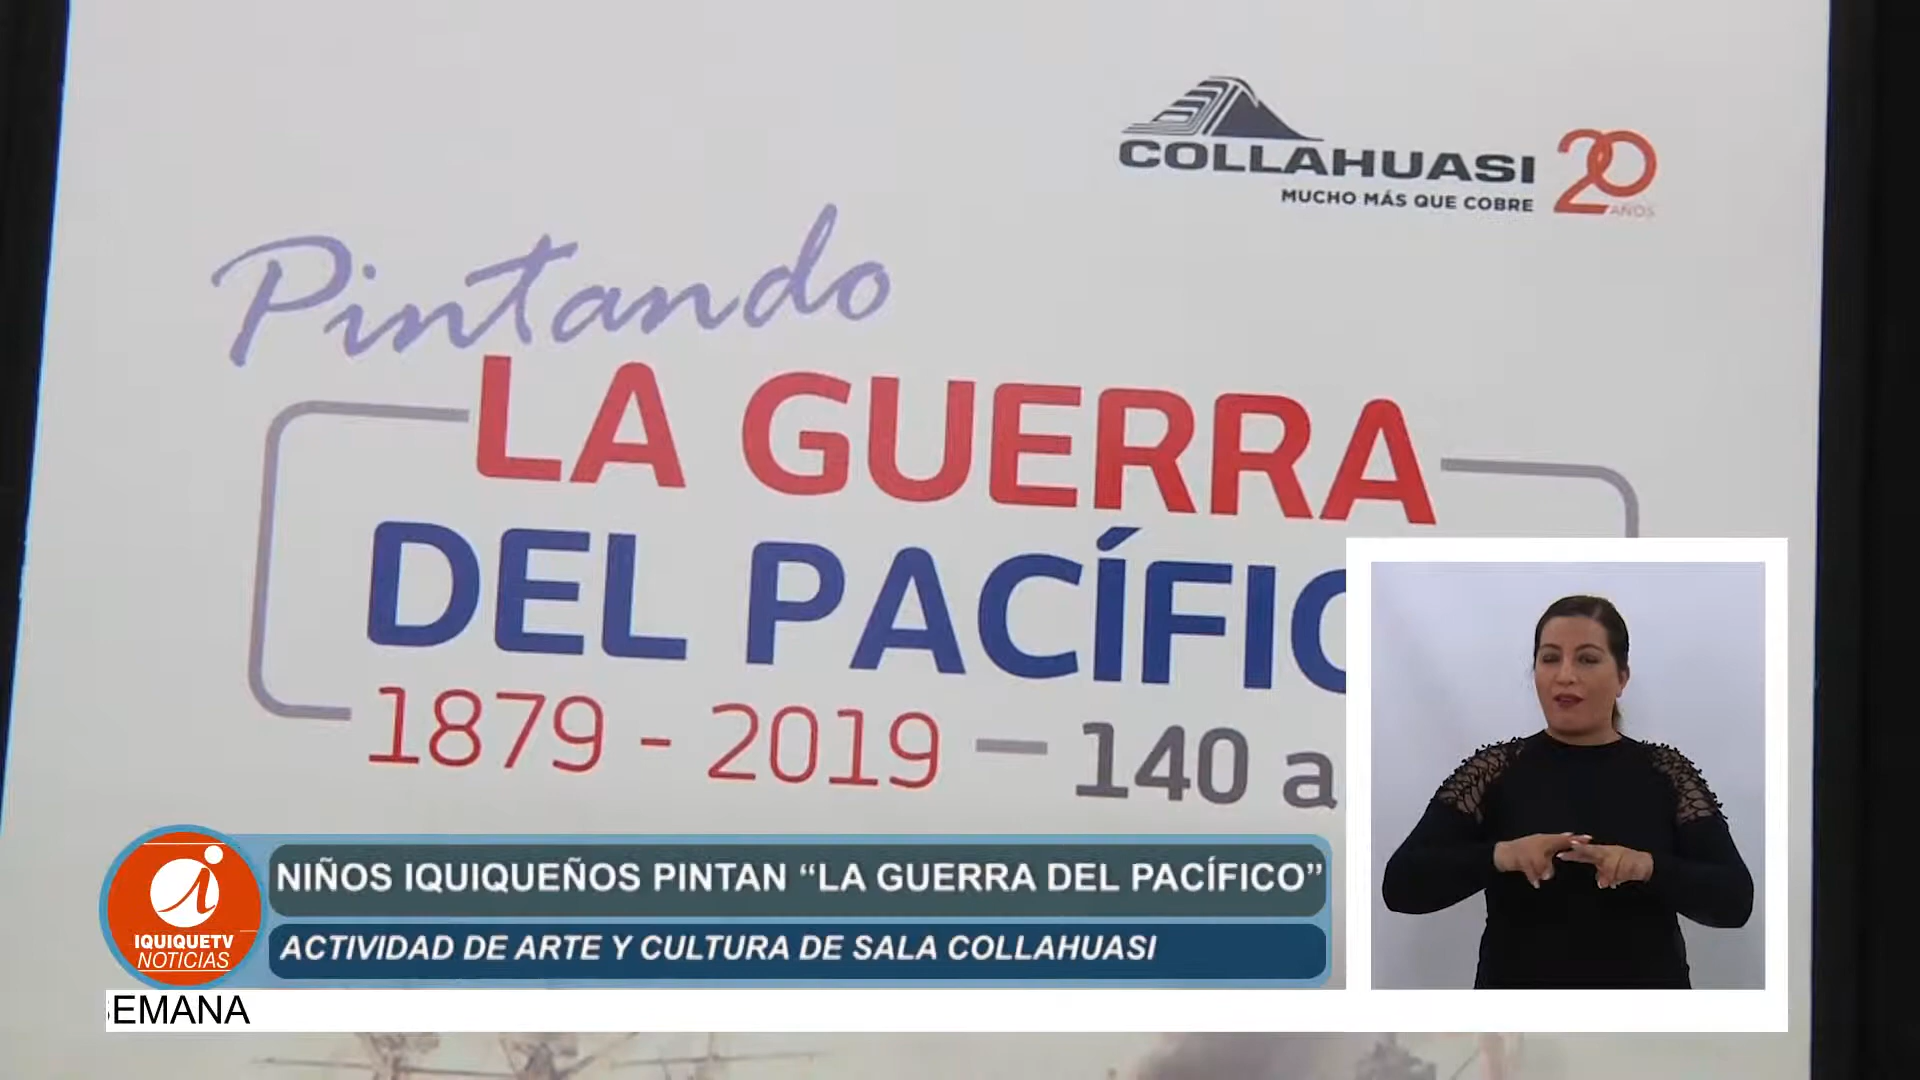 COLLAHUASI
MUCHO MÁS QUE COBRE
20
AÑOS
Pintando
LA GUERRA
DEL PACÍFIC
1879 - 2019 — 140 a
NIÑOS IQUIQUEÑOS PINTAN “LA GUERRA DEL PACÍFICO”
ACTIVIDAD DE ARTE Y CULTURA DE SALA COLLAHUASI
i
IQUIQUETV
NOTICIAS
SEMANA